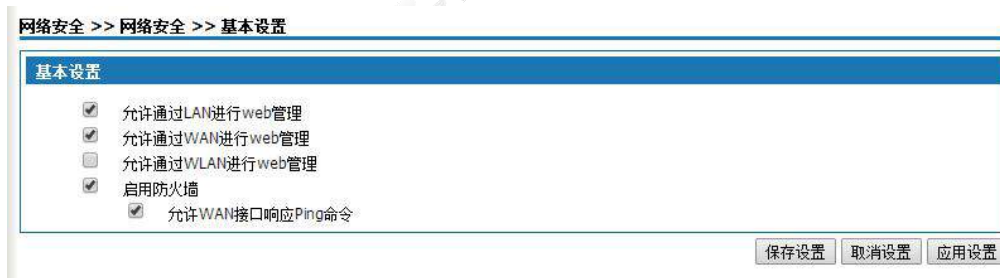 网络安全 >> 网络安全 >> 基本设置
基本设置
允许通过LAN进行web管理
允许通过WAN进行web管理
允许通过WLAN进行web管理
启用防火墙
允许WAN接口响应Ping命令
保存设置 取消设置 应用设置